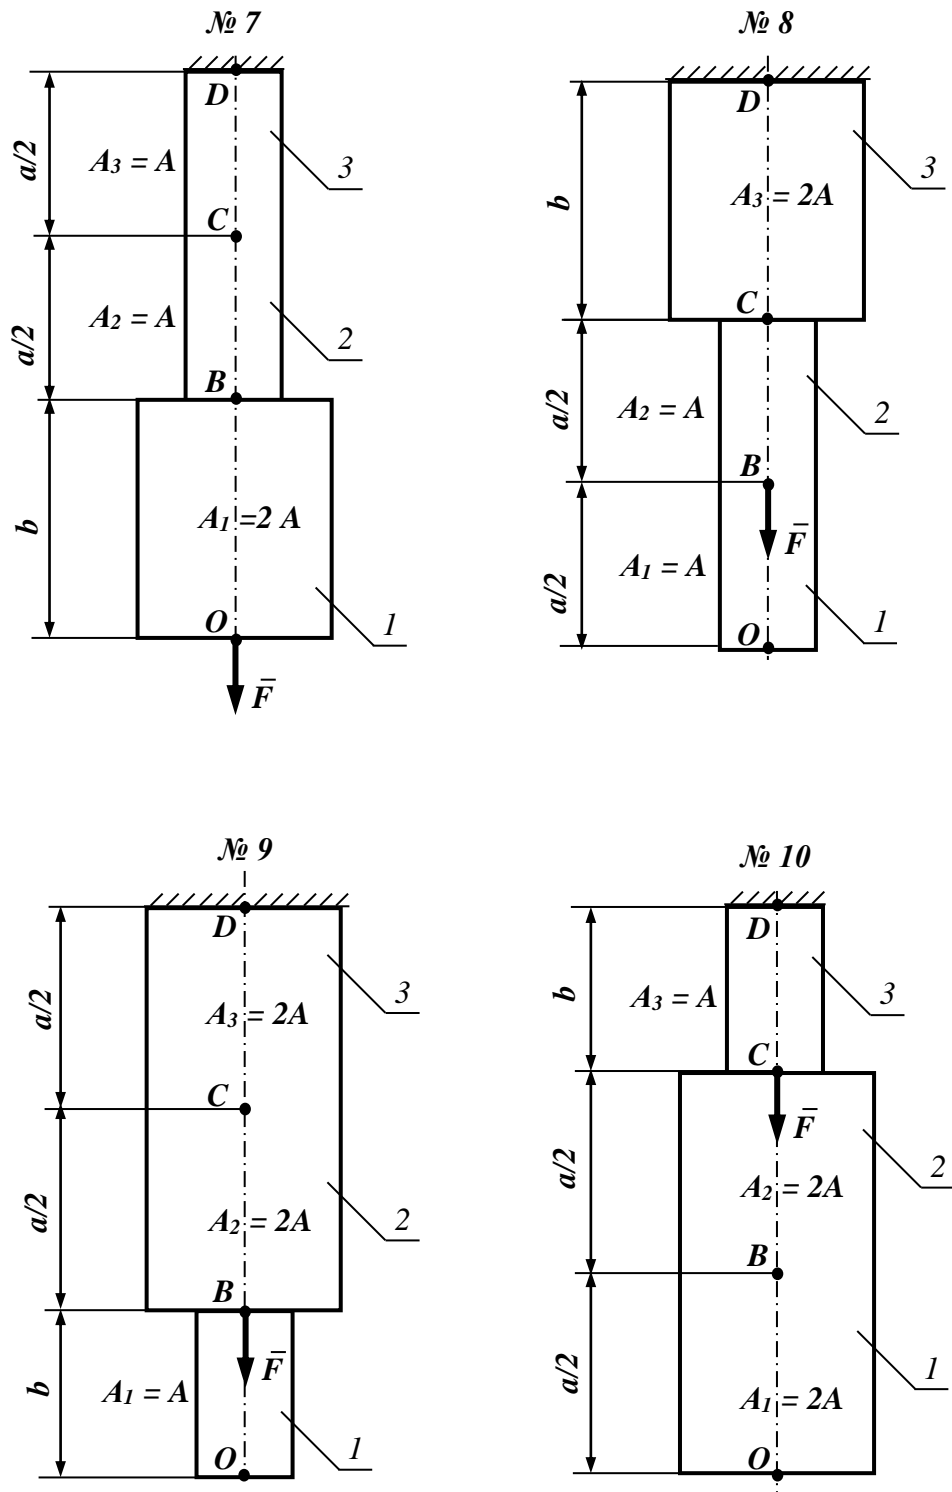 № 7
D
a/2
A3 = A
3
C
a/2
A2 = A
2
B
b
A1 =2 A
O
1
F̅
№ 8
D
3
b
A3 = 2A
C
a/2
A2 = A
2
B
F̅
a/2
A1 = A
1
O
№ 9
D
3
a/2
A3 = 2A
C
a/2
A2 = 2A
2
B
F̅
b
A1 = A
1
O
№ 10
D
b
A3 = A
3
C
F̅
a/2
2
A2 = 2A
B
a/2
1
A1 = 2A
O